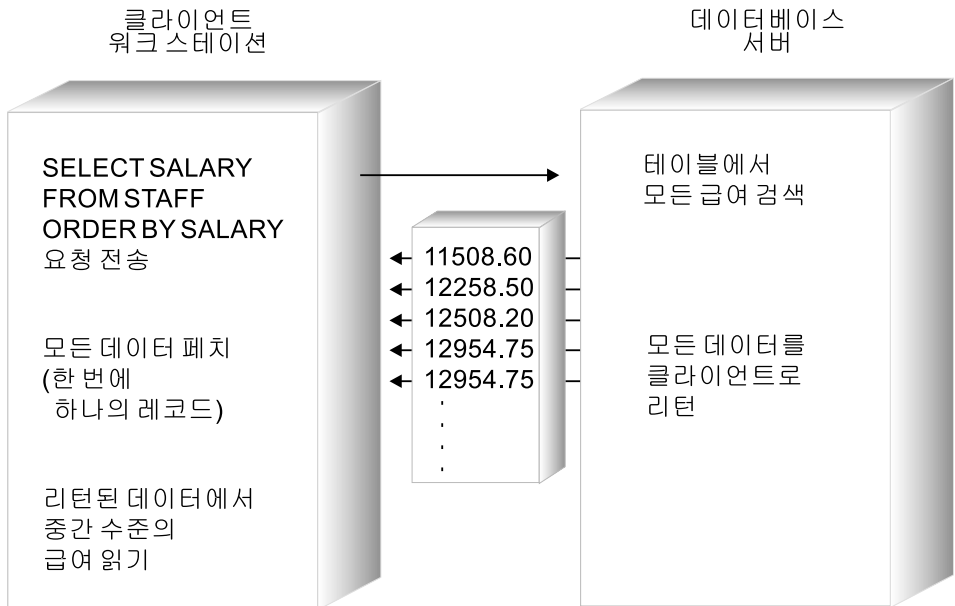 클라이언트
워크 스테이션
데이터베이스
서버
SELECT SALARY
FROM STAFF
ORDER BY SALARY
요청 전송
모든 데이터 페치
(한 번에
하나의 레코드)
리턴된 데이터에서
중간 수준의
급여 읽기
11508.60
12258.50
12508.20
12954.75
12954.75
테이블에서
모든 급여 검색
모든 데이터를
클라이언트로
리턴